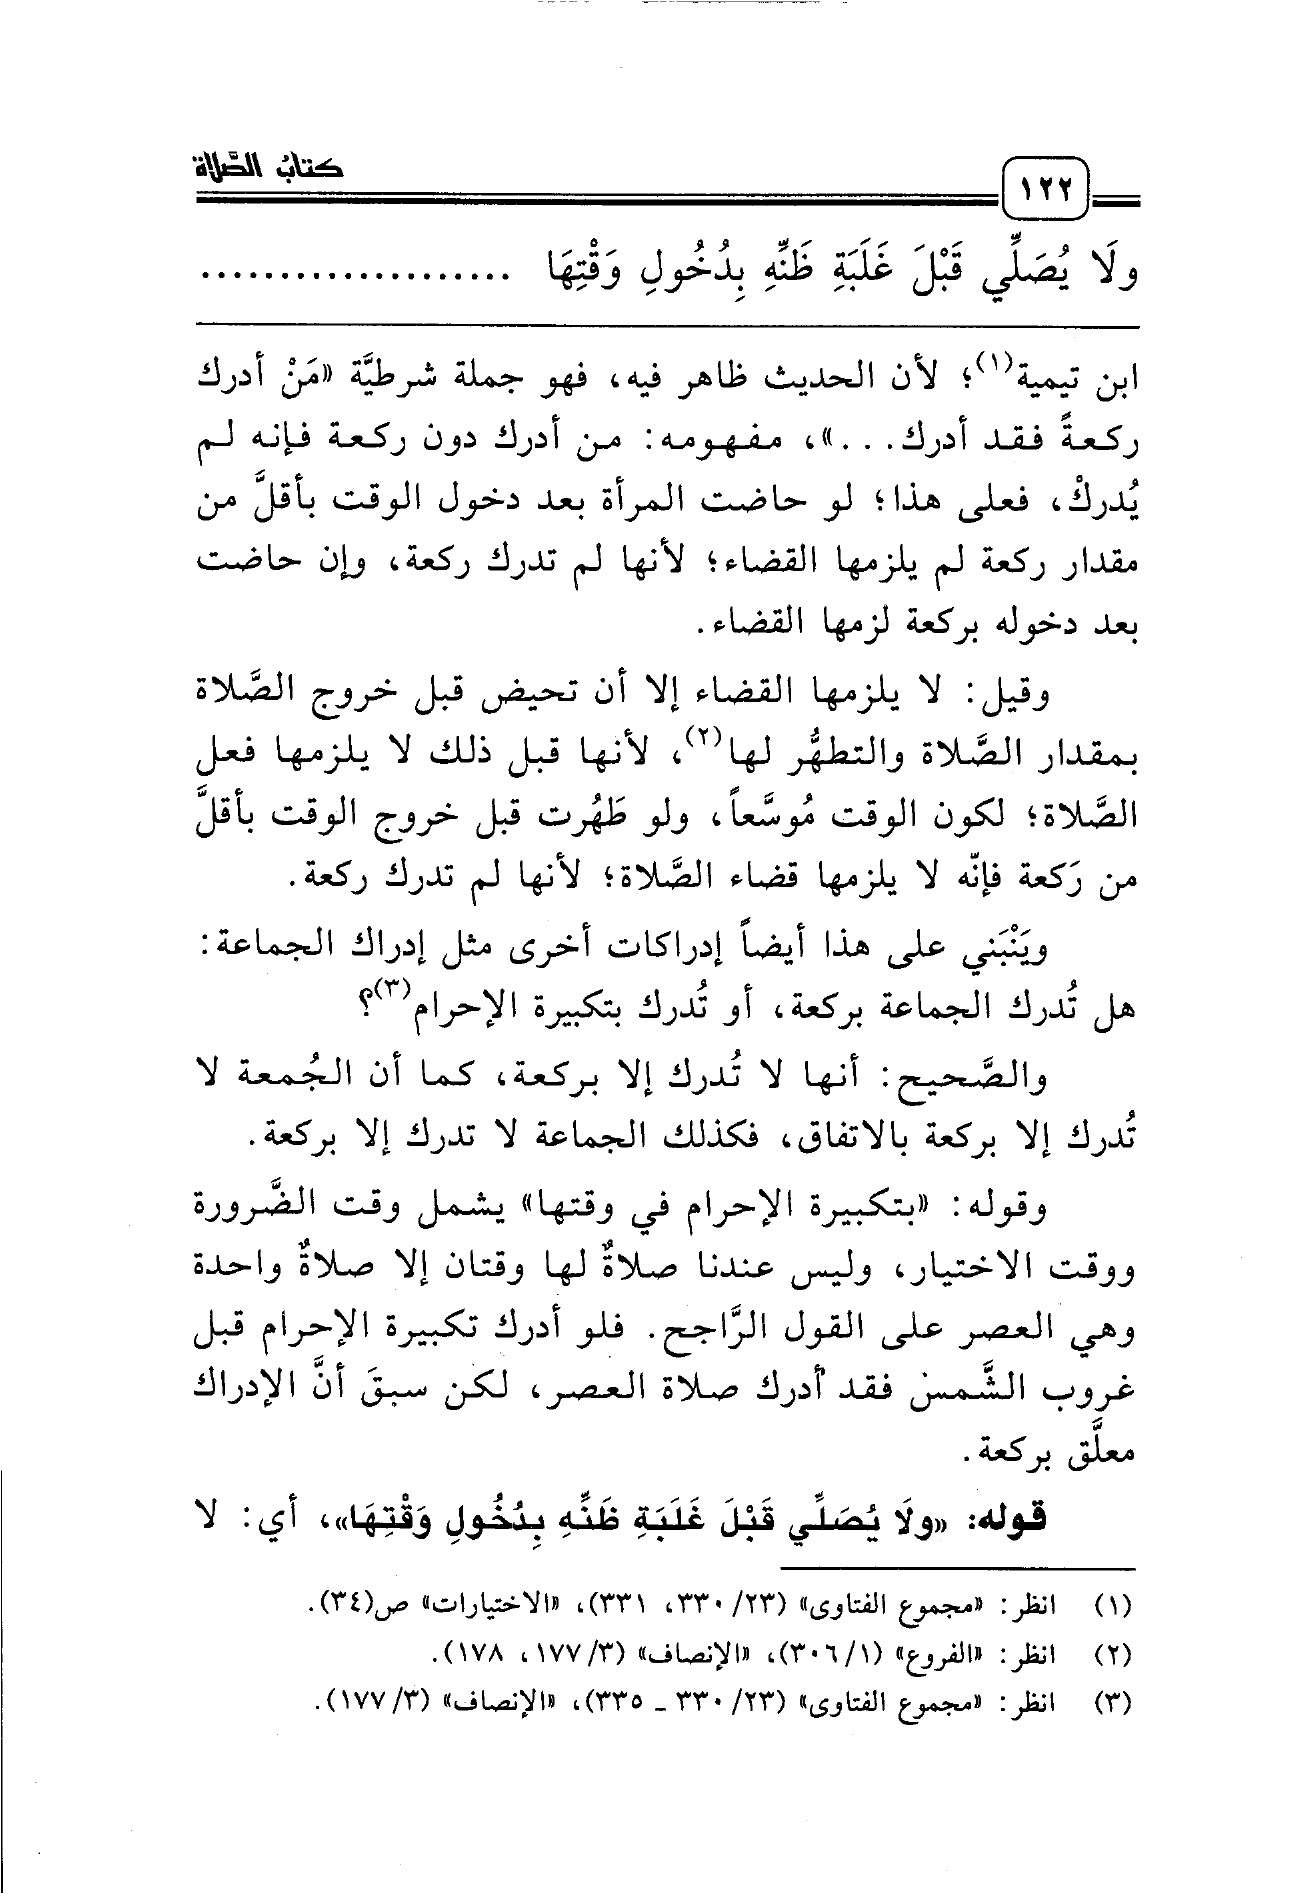 كتابُ الصَّلاة
١٢٢
ولَا يُصَلِّي قَبْلَ غَلَبَةِ ظَنِّهِ بِدُخُولِ وَقْتِهَا ....................
ابن تيمية(١)؛ لأن الحديث ظاهر فيه، فهو جملة شرطيَّة «مَنْ أدرك
ركعةً فقد أدرك...»، مفهومه: من أدرك دون ركعة فإنه لم
يُدركْ، فعلى هذا؛ لو حاضت المرأة بعد دخول الوقت بأقلَّ من
مقدار ركعة لم يلزمها القضاء؛ لأنها لم تدرك ركعة، وإن حاضت
بعد دخوله بركعة لزمها القضاء.
وقيل: لا يلزمها القضاء إلا أن تحيض قبل خروج الصَّلاة
بمقدار الصَّلاة والتطهُّر لها(٢)، لأنها قبل ذلك لا يلزمها فعل
الصَّلاة؛ لكون الوقت مُوسَّعاً، ولو طَهُرت قبل خروج الوقت بأقلَّ
من رَكعة فإنّه لا يلزمها قضاء الصَّلاة؛ لأنها لم تدرك ركعة.
ويَنْبَني على هذا أيضاً إدراكات أخرى مثل إدراك الجماعة:
هل تُدرك الجماعة بركعة، أو تُدرك بتكبيرة الإحرام(٣)؟
والصَّحيح: أنها لا تُدرك إلا بركعة، كما أن الجُمعة لا
تُدرك إلا بركعة بالاتفاق، فكذلك الجماعة لا تدرك إلا بركعة.
وقوله: «بتكبيرة الإحرام في وقتها» يشمل وقت الضَّرورة
ووقت الاختيار، وليس عندنا صلاةٌ لها وقتان إلا صلاةٌ واحدة
وهي العصر على القول الرَّاجح. فلو أدرك تكبيرة الإحرام قبل
غروب الشَّمس فقد أدرك صلاة العصر، لكن سبقَ أنَّ الإدراك
معلَّق بركعة.
قوله: «ولَا يُصَلِّي قَبْلَ غَلَبَةِ ظَنِّهِ بِدُخُولِ وَقْتِهَا»، أي: لا
(١) انظر: «مجموع الفتاوى» (٢٣/ ٣٣٠، ٣٣١)، «الاختيارات» ص(٣٤).
(٢) انظر: «الفروع» (١/ ٣٠٦)، «الإنصاف» (٣/ ١٧٧، ١٧٨).
(٣) انظر: «مجموع الفتاوى» (٢٣/ ٣٣٠ ـ ٣٣٥)، «الإنصاف» (٣/ ١٧٧).